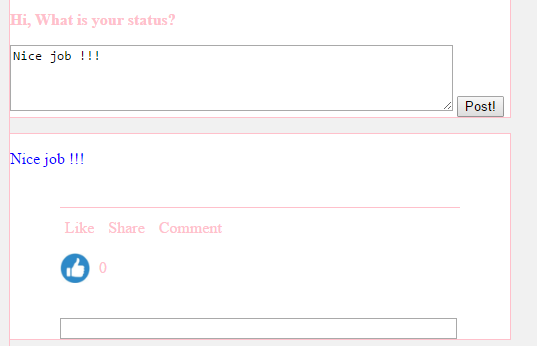 Hi, What is your status?
Nice job !!!
Post!
Nice job !!!
Like Share Comment
0